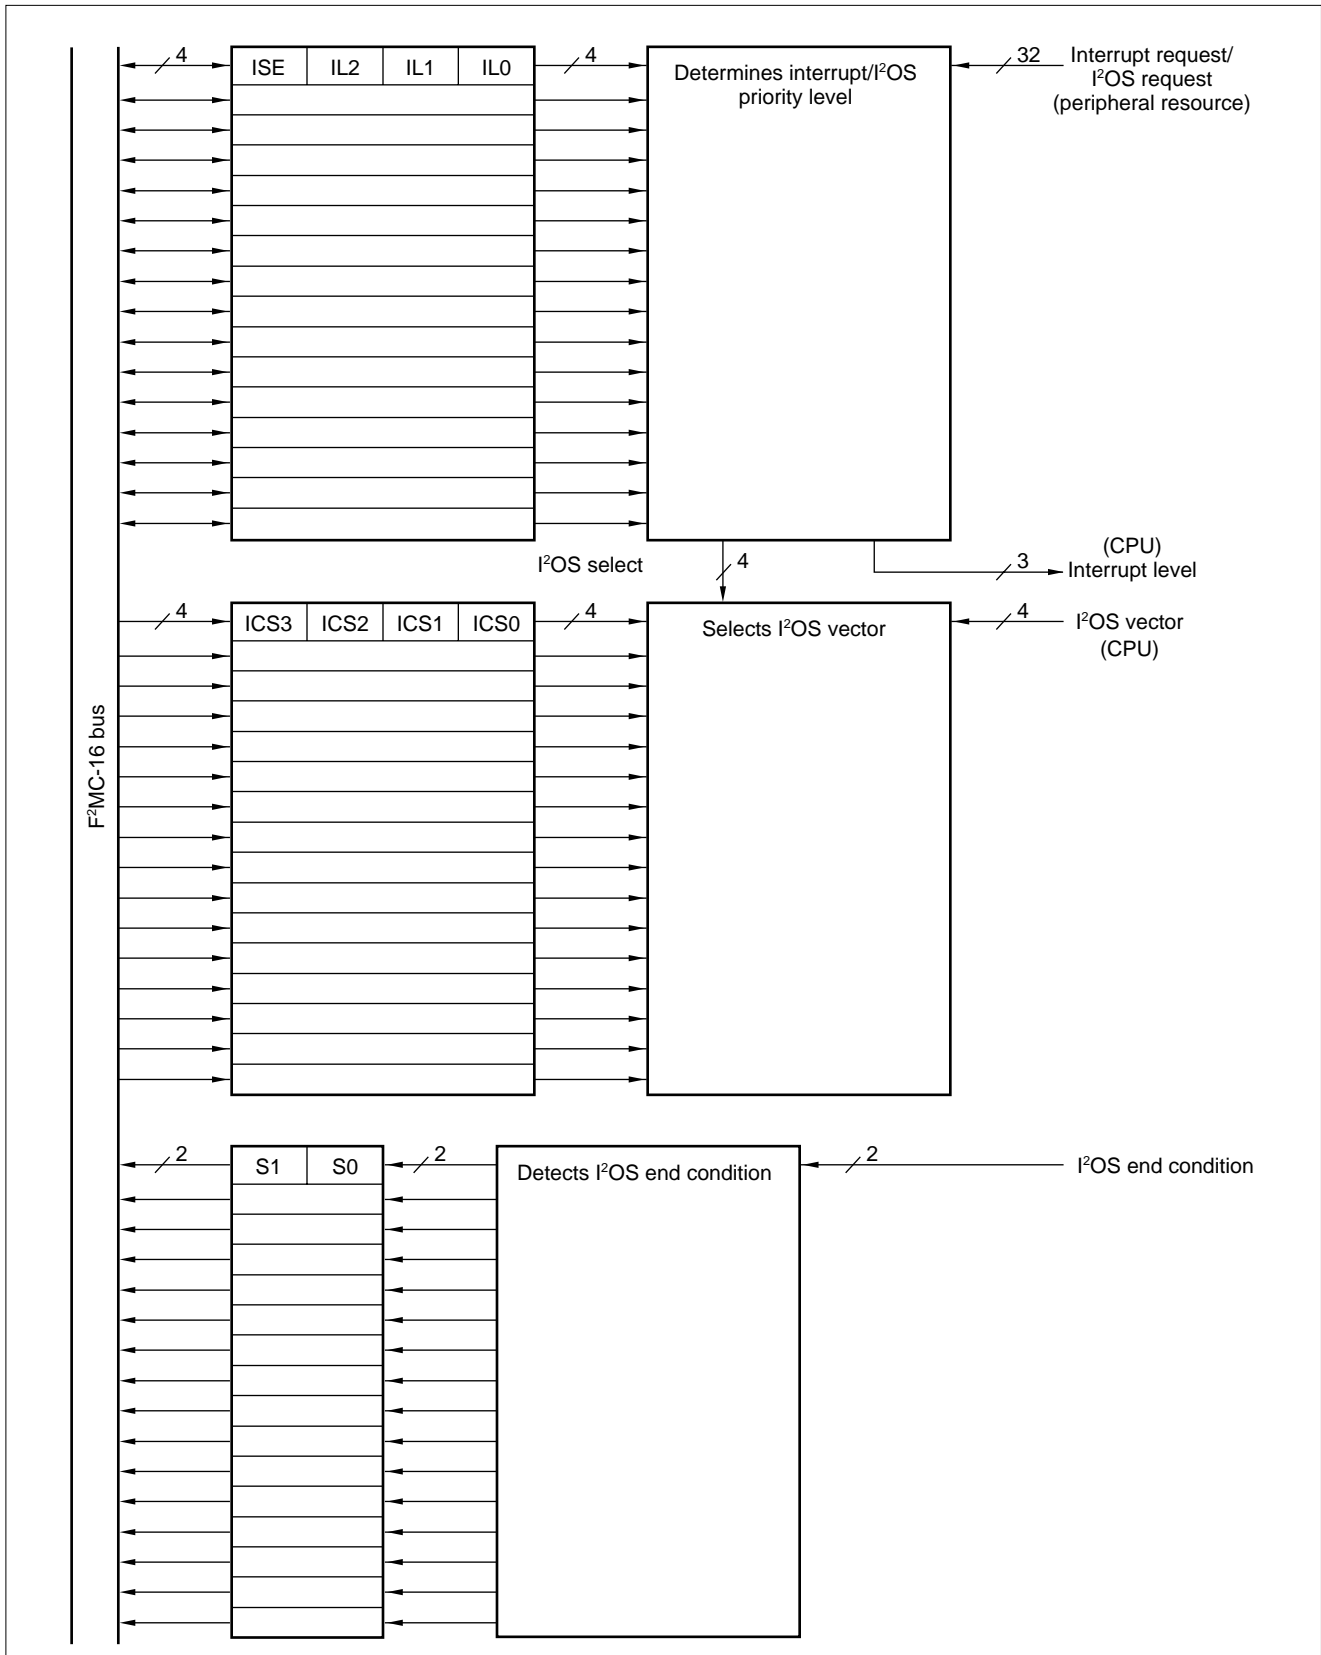 4
ISE IL2 IL1 IL0
4
Determines interrupt/I²OS
priority level
32
Interrupt request/
I²OS request
(peripheral resource)
I²OS select
4
3
(CPU)
Interrupt level
4
ICS3 ICS2 ICS1 ICS0
4
Selects I²OS vector
4
I²OS vector
(CPU)
F²MC-16 bus
2
S1 S0
2
Detects I²OS end condition
2
I²OS end condition